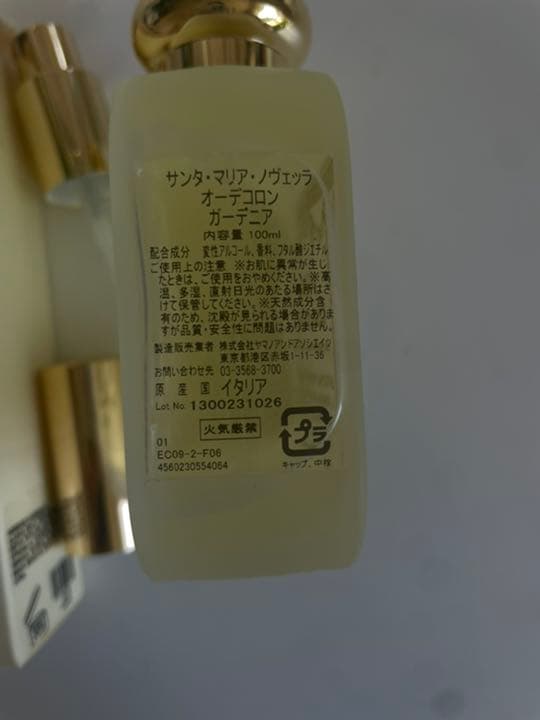 サンタ・マリア・ノヴェッラ
オーデコロン
ガーデニア
内容量 100ml
配合成分 変性アルコール、香料、フタル酸ジエチル
ご使用上の注意 ※お肌に異常が生じ
たときは、ご使用をおやめください。※高
温、多湿、直射日光のあたる場所はさ
けて保管してください。※天然成分含
有のため、沈殿が見られる場合がありま
すが品質・安全性に問題はありません。
製造販売業者 株式会社ヤマノアンドアソシエイツ
東京都港区赤坂1-11-36
お問い合わせ先 03-3568-3700
原産国 イタリア
Lot No: 1300231026
火気厳禁
プラ
01
EC09-2-F06
4560230554064
キャップ、中栓